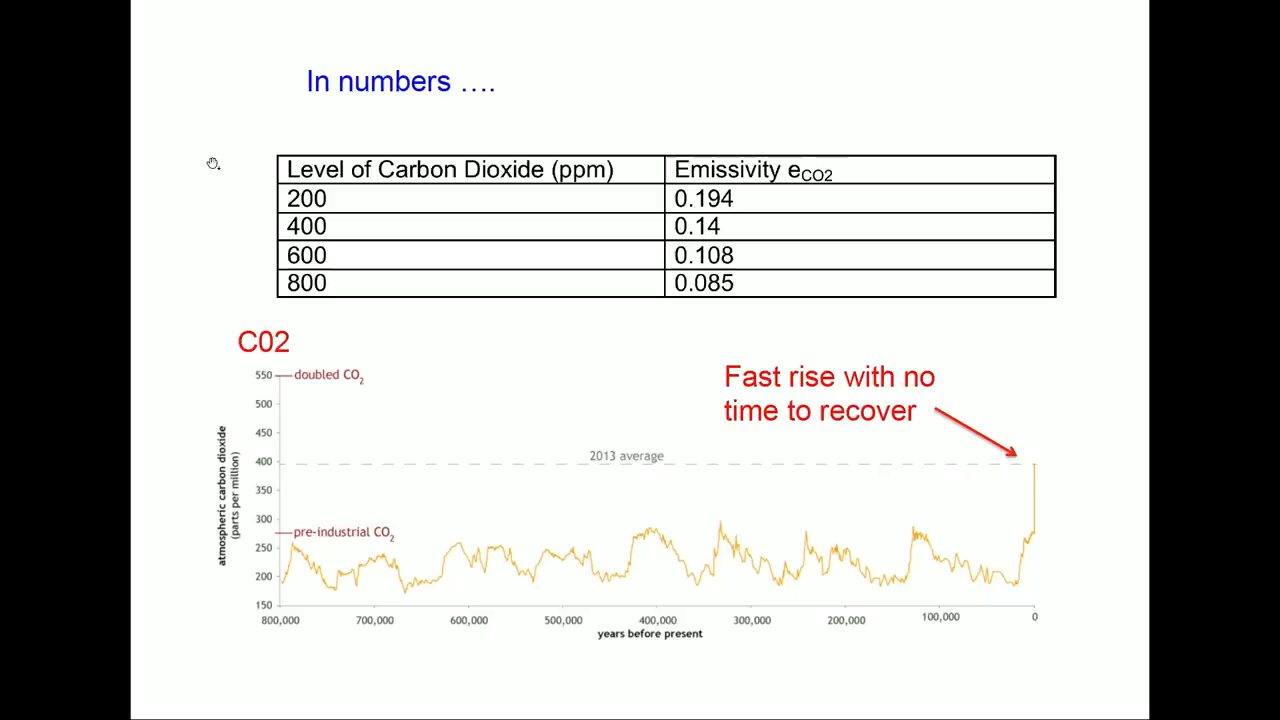 In numbers ….
Level of Carbon Dioxide (ppm) Emissivity eCO2
200 0.194
400 0.14
600 0.108
800 0.085
C02
Fast rise with no
time to recover
atmospheric carbon dioxide
(parts per million)
550 doubled CO2
500
450
400
2013 average
350
300
pre-industrial CO2
250
200
150
800,000 700,000 600,000 500,000 400,000 300,000 200,000 100,000 0
years before present